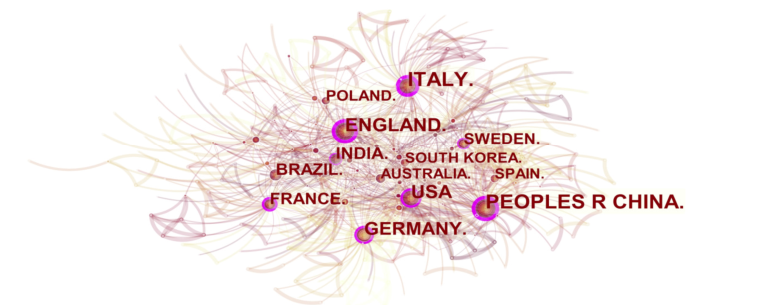 ITALY.
POLAND.
ENGLAND.
SWEDEN.
INDIA.
SOUTH KOREA.
BRAZIL.
AUSTRALIA.
SPAIN.
FRANCE.
USA
PEOPLES R CHINA.
GERMANY.